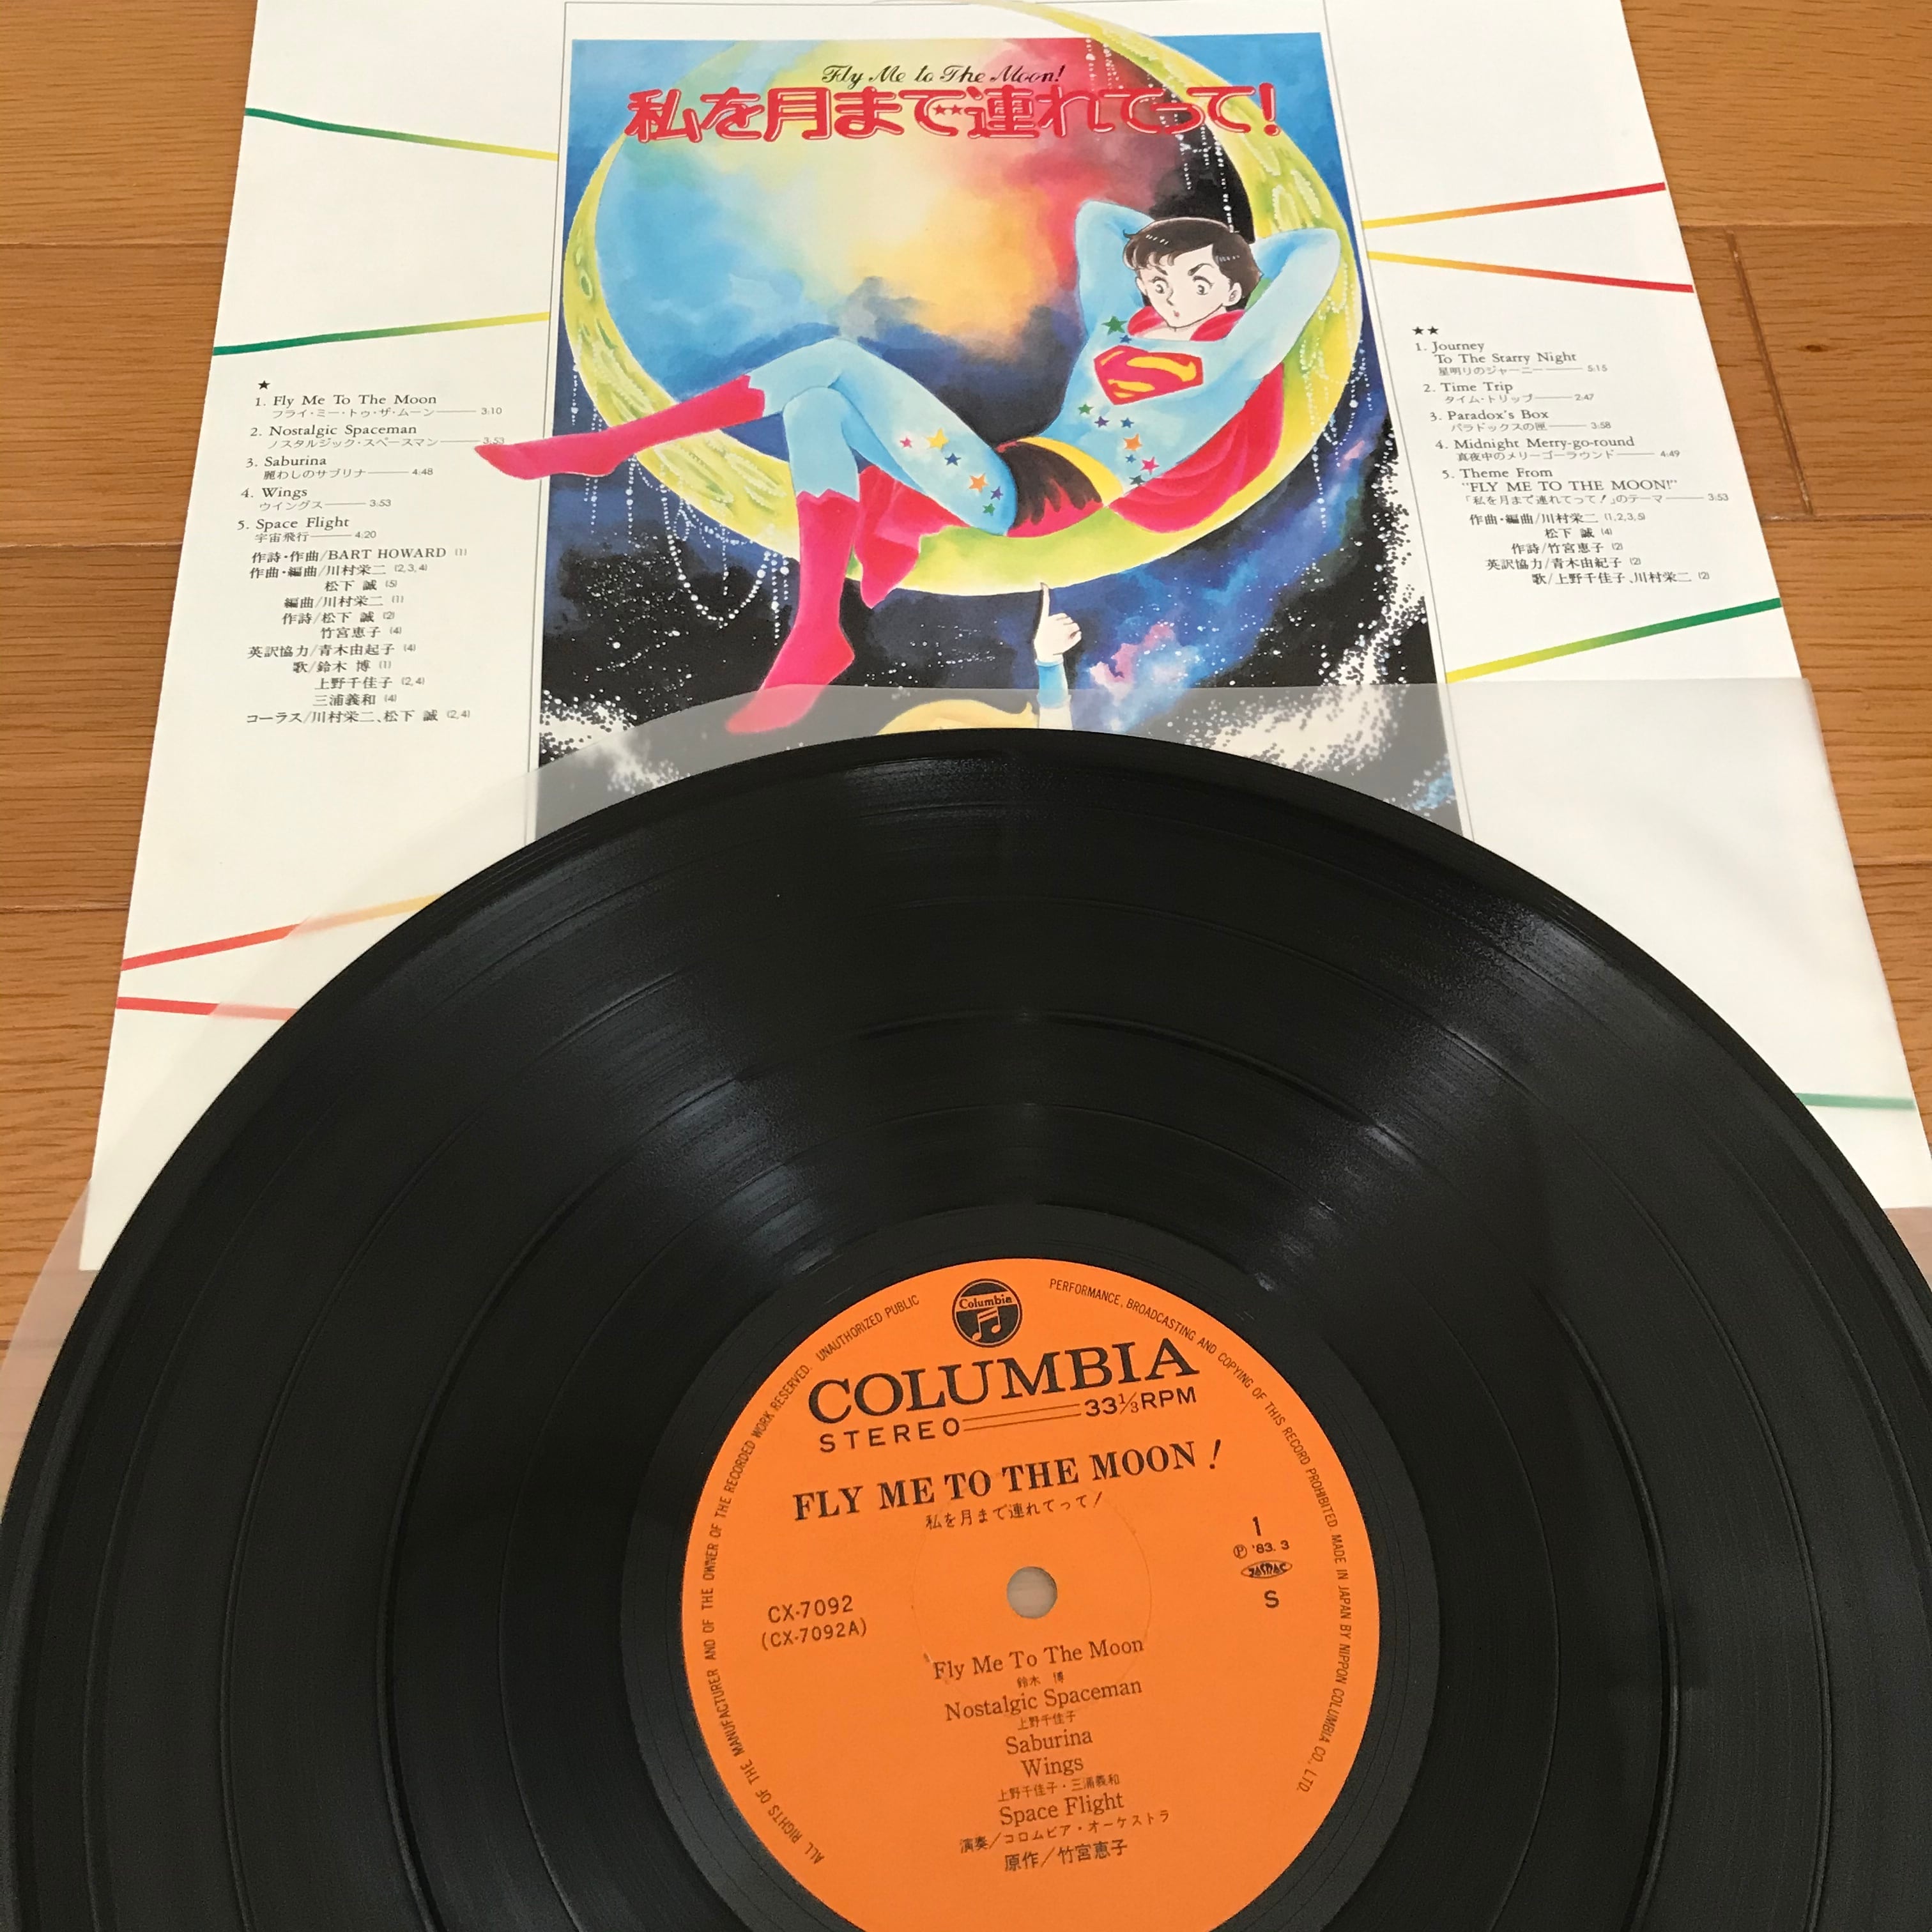 Fly Me to The Moon!
私を月まで連れてって!
★
1. Fly Me To The Moon
フライ・ミー・トゥ・ザ・ムーン 3:10
2. Nostalgic Spaceman
ノスタルジック・スペースマン 3:53
3. Saburina
麗わしのサブリナ 4:48
4. Wings
ウイングス 3:53
5. Space Flight
宇宙飛行 4:20
作詩・作曲/BART HOWARD (1)
作曲・編曲/川村栄二 (2,3,4)
松下 誠 (5)
編曲/川村栄二 (1)
作詩/松下 誠 (2)
竹宮恵子 (4)
英訳協力/青木由起子 (4)
歌/鈴木 博 (1)
上野千佳子 (2,4)
三浦義和 (4)
コーラス/川村栄二、松下 誠 (2,4)
★★
1. Journey
To The Starry Night
星明りのジャーニー 5:15
2. Time Trip
タイム・トリップ 2:47
3. Paradox's Box
パラドックスの匣 3:58
4. Midnight Merry-go-round
真夜中のメリーゴーラウンド 4:49
5. Theme From
"FLY ME TO THE MOON!"
「私を月まで連れてって!」のテーマ 3:53
作曲・編曲/川村栄二 (1,2,3,5)
松下 誠 (4)
作詩/竹宮恵子 (2)
英訳協力/青木由紀子 (2)
歌/上野千佳子、川村栄二 (2)
ALL RIGHTS OF THE MANUFACTURER AND OF THE OWNER OF THE RECORDED WORK RESERVED. UNAUTHORIZED PUBLIC PERFORMANCE, BROADCASTING AND COPYING OF THIS RECORD PROHIBITED. MADE IN JAPAN BY NIPPON COLUMBIA CO., LTD.
Columbia
COLUMBIA
STEREO 33⅓RPM
FLY ME TO THE MOON!
私を月まで連れてって!
1
Ⓟ '83. 3
JASRAC
S
CX-7092
(CX-7092A)
Fly Me To The Moon
鈴木 博
Nostalgic Spaceman
上野千佳子
Saburina
Wings
上野千佳子・三浦義和
Space Flight
演奏/コロムビア・オーケストラ
原作/竹宮恵子